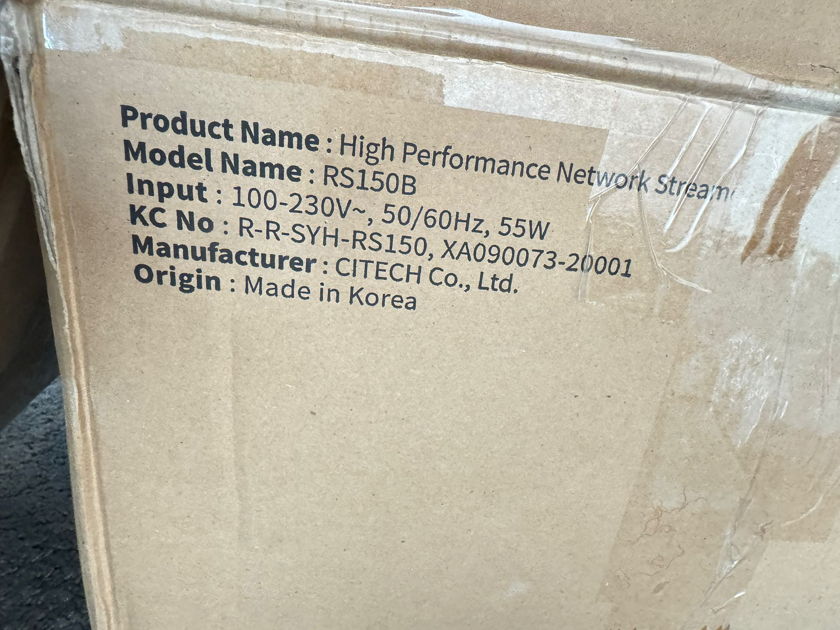 Product Name : High Performance Network Streame
Model Name : RS150B
Input : 100-230V~, 50/60Hz, 55W
KC No : R-R-SYH-RS150, XA090073-20001
Manufacturer : CITECH Co., Ltd.
Origin : Made in Korea